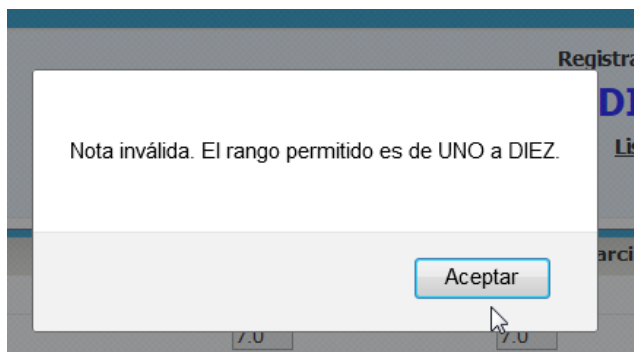 Nota inválida. El rango permitido es de UNO a DIEZ.
Aceptar
7.0 7.0